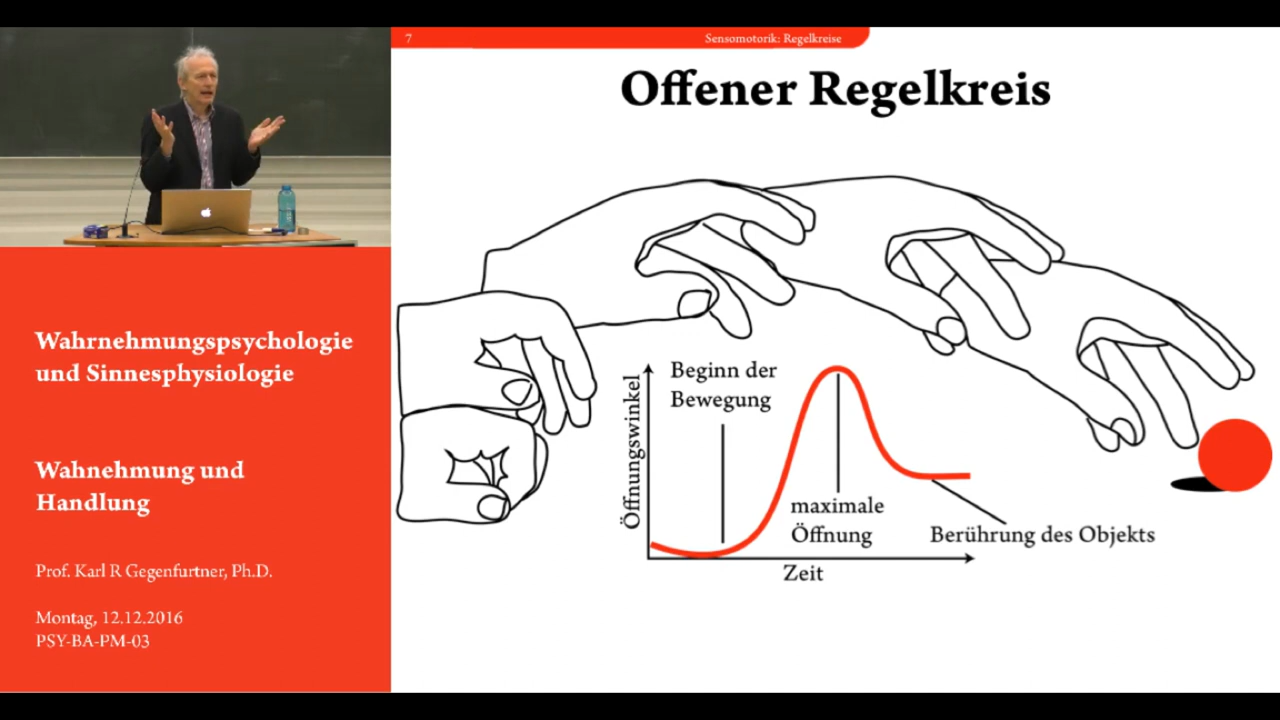 7
Sensomotorik: Regelkreise
Offener Regelkreis
Wahrnehmungspsychologie
und Sinnesphysiologie
Wahnehmung und
Handlung
Prof. Karl R Gegenfurtner, Ph.D.
Montag, 12.12.2016
PSY-BA-PM-03
Öffnungswinkel
Beginn der
Bewegung
maximale
Öffnung
Berührung des Objekts
Zeit